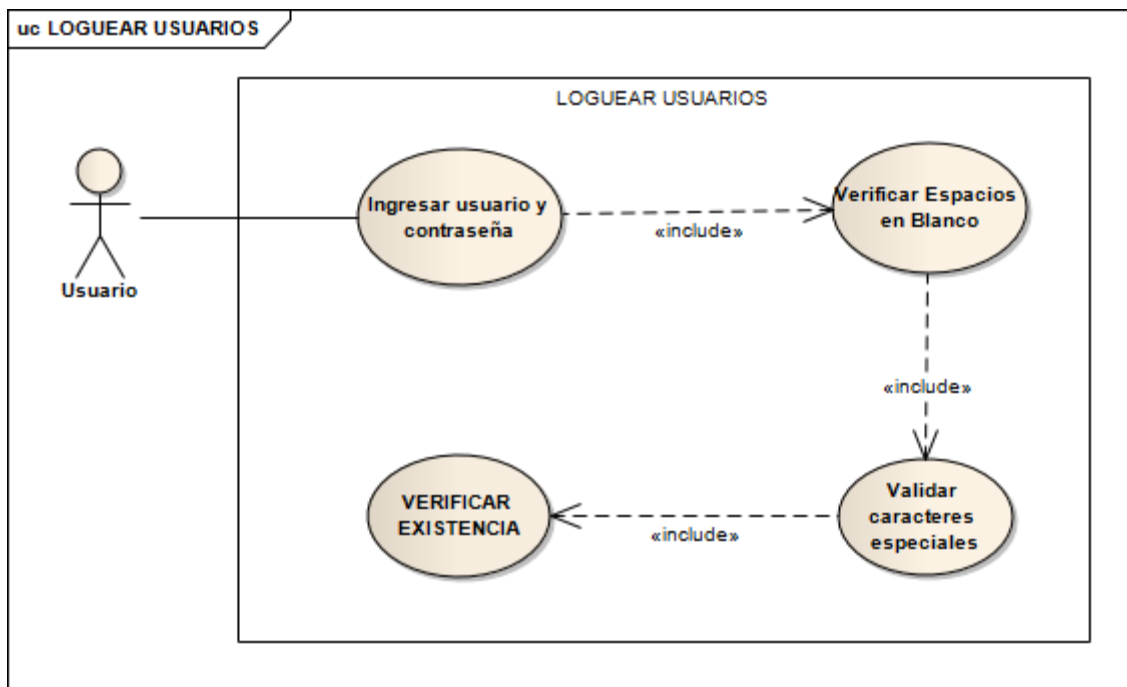 uc LOGUEAR USUARIOS
LOGUEAR USUARIOS
Usuario
Ingresar usuario y
contraseña
«include»
Verificar Espacios
en Blanco
«include»
Validar
caracteres
especiales
«include»
VERIFICAR
EXISTENCIA